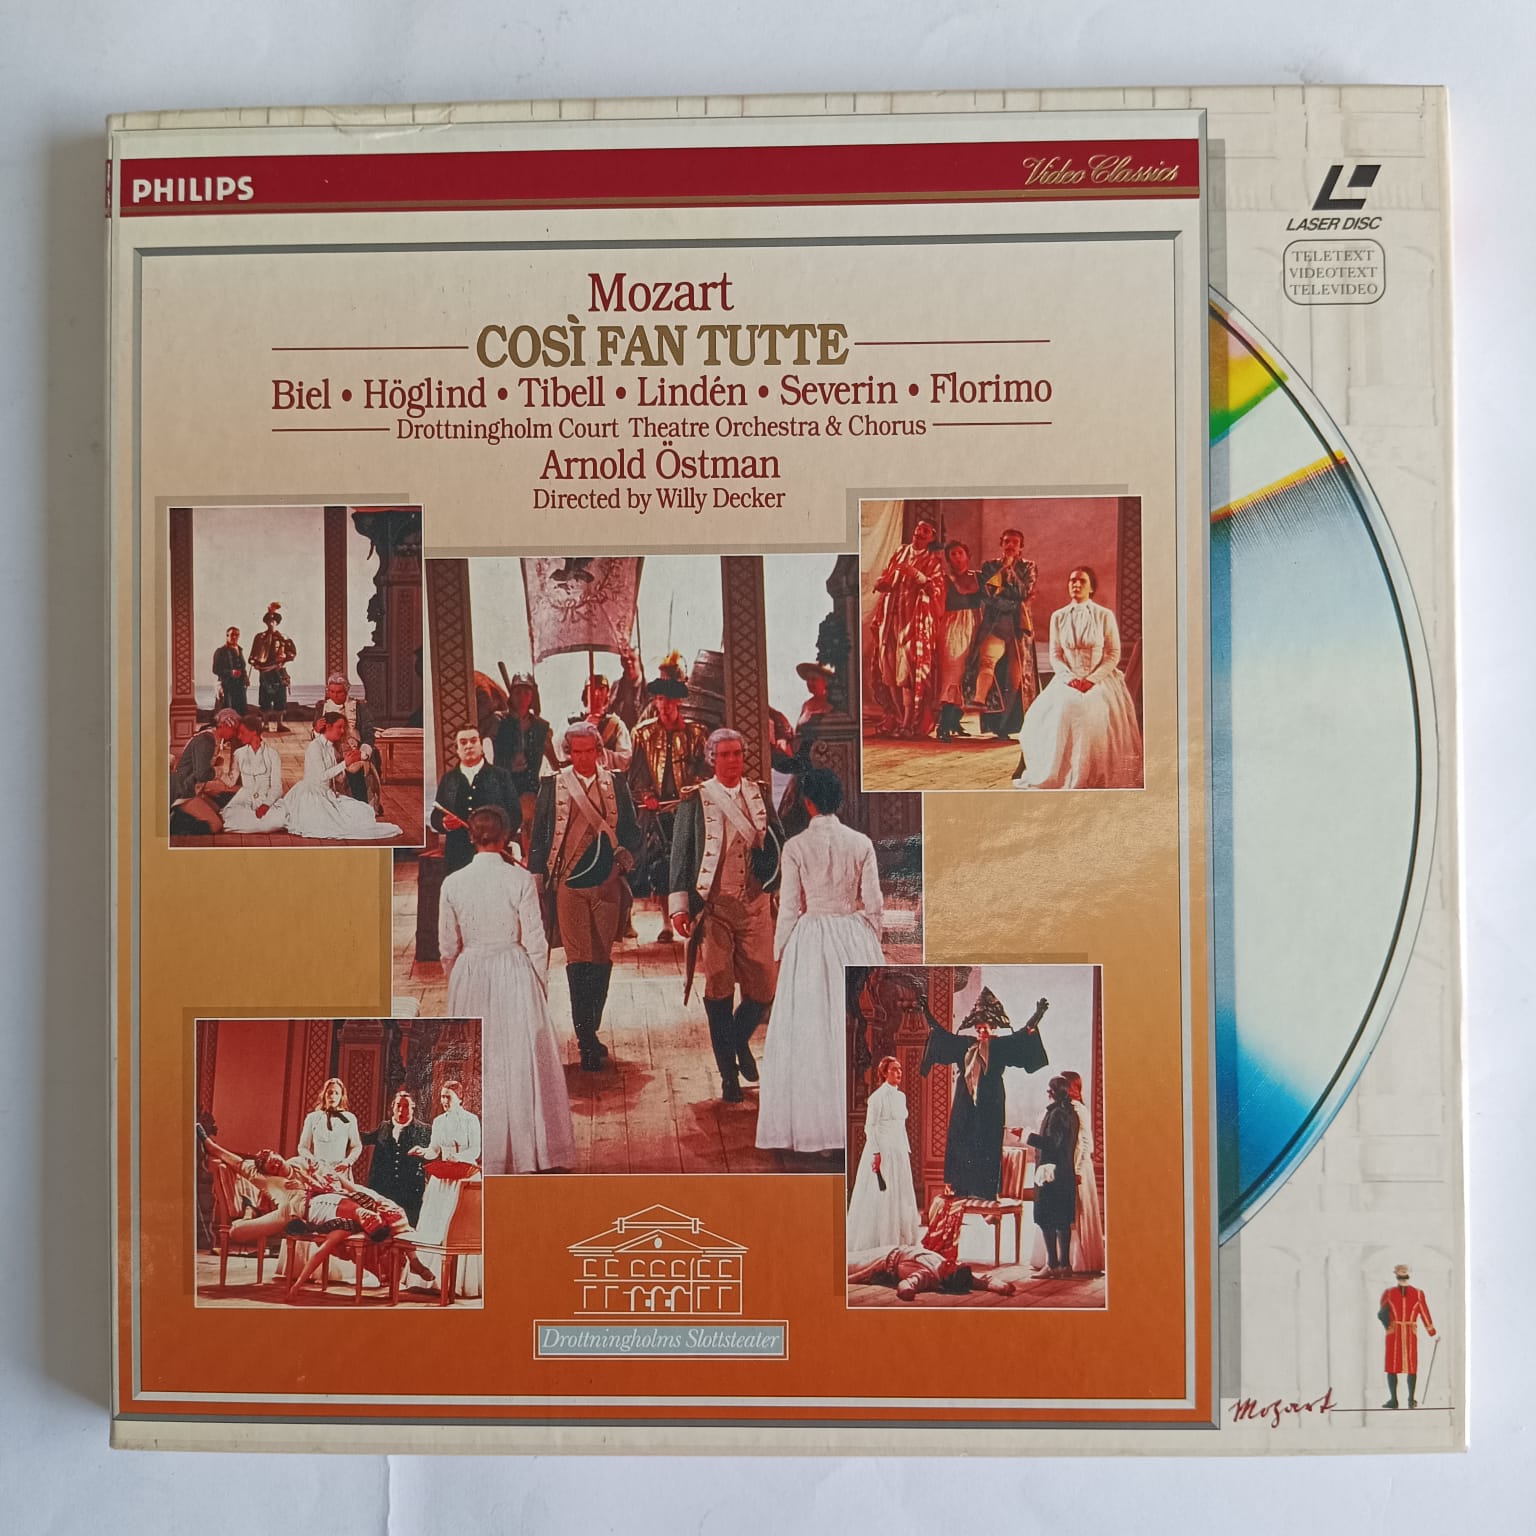 PHILIPS
Video Classics
LASER DISC
TELETEXT
VIDEOTEXT
TELEVIDEO
Mozart
COSÌ FAN TUTTE
Biel • Höglind • Tibell • Lindén • Severin • Florimo
Drottningholm Court Theatre Orchestra & Chorus
Arnold Östman
Directed by Willy Decker
Drottningholms Slottsteater
Mozart